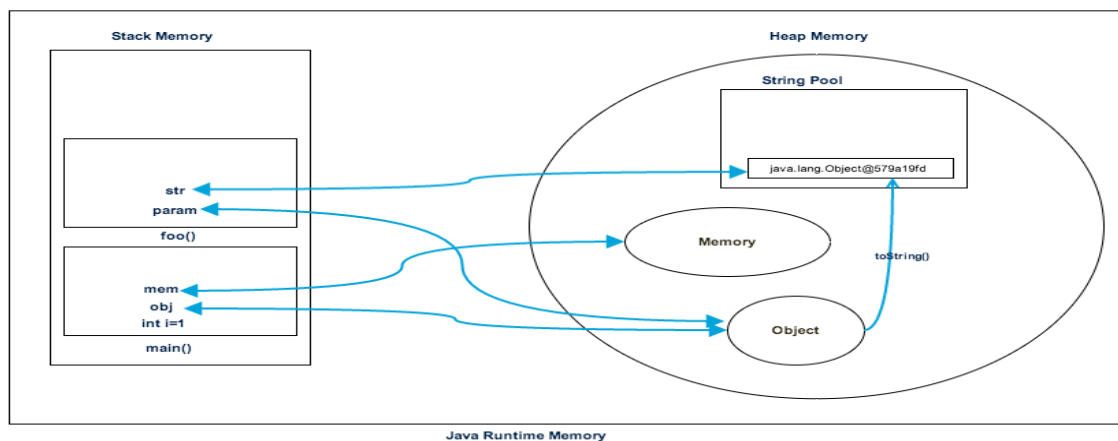 Stack Memory
Heap Memory
String Pool
java.lang.Object@579a19fd
str
param
foo()
Memory
toString()
mem
obj
int i=1
Object
main()
Java Runtime Memory